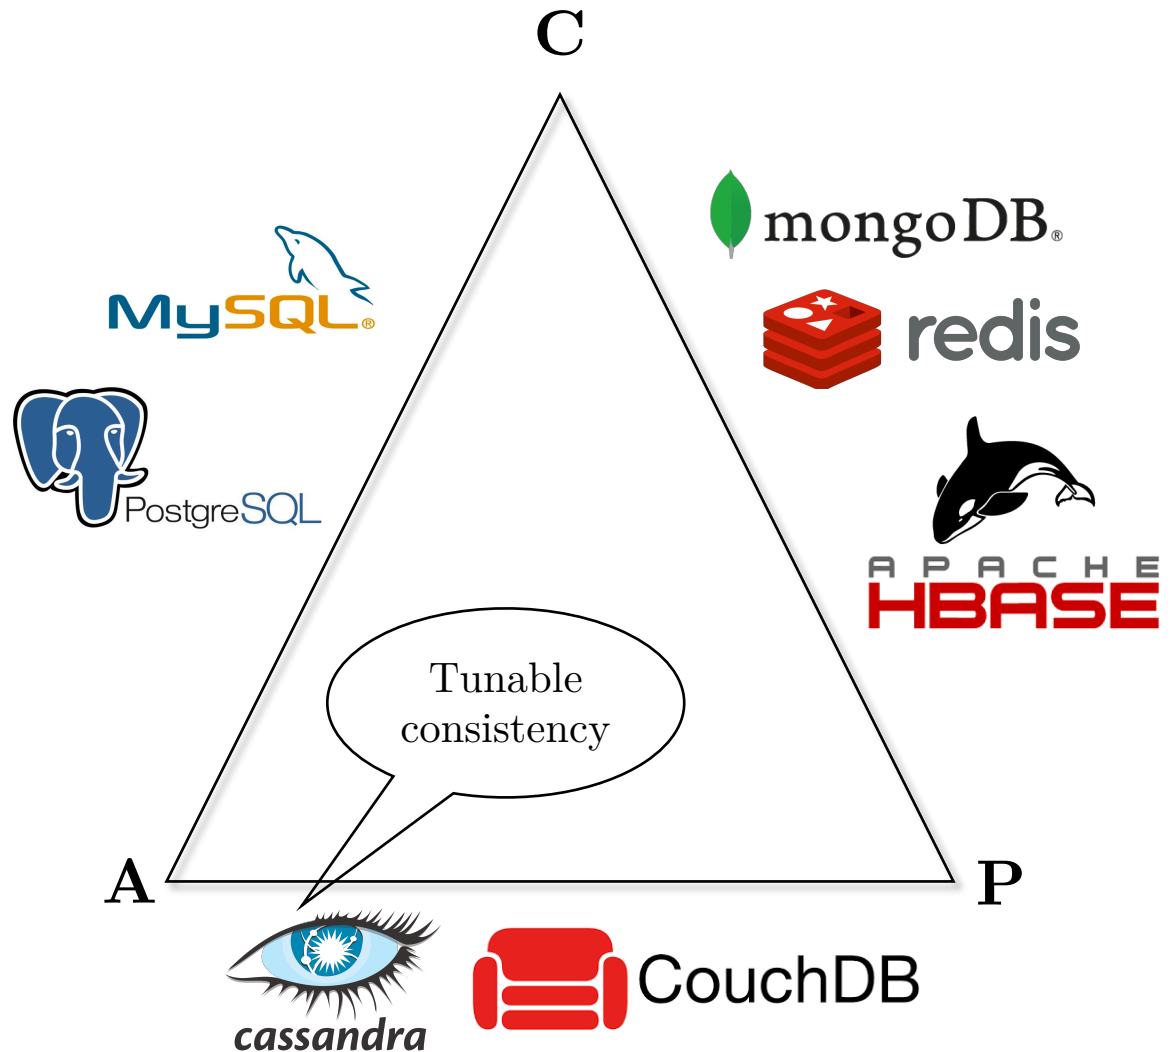 C
mongoDB®
MySQL®
redis
PostgreSQL
APACHE
HBASE
Tunable
consistency
A
P
cassandra
CouchDB